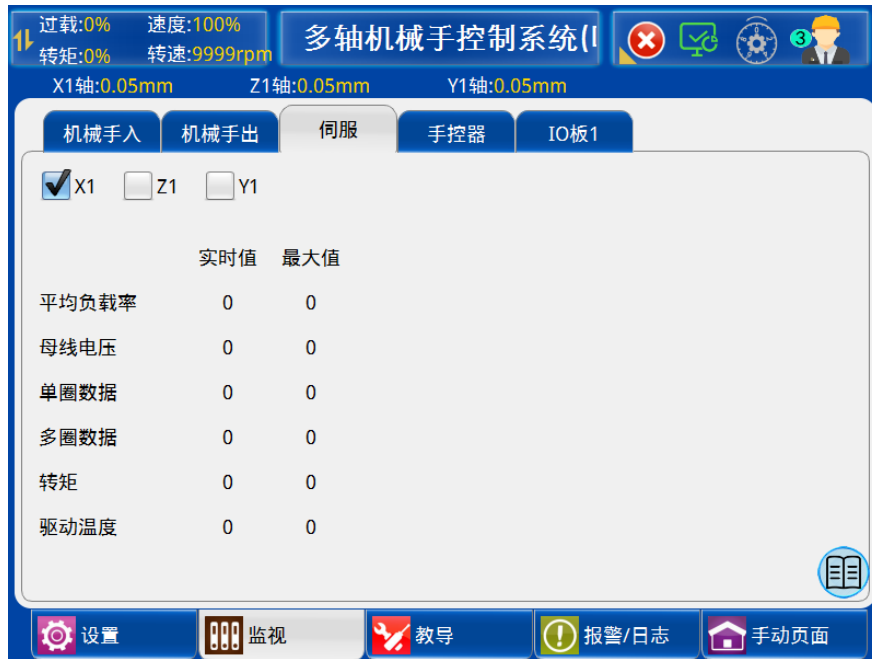 过载:0% 速度:100%
转矩:0% 转速:9999rpm
多轴机械手控制系统(
3
X1轴:0.05mm Z1轴:0.05mm Y1轴:0.05mm
机械手入 机械手出 伺服 手控器 IO板1
X1 Z1 Y1
实时值 最大值
平均负载率 0 0
母线电压 0 0
单圈数据 0 0
多圈数据 0 0
转矩 0 0
驱动温度 0 0
设置 监视 教导 报警/日志 手动页面